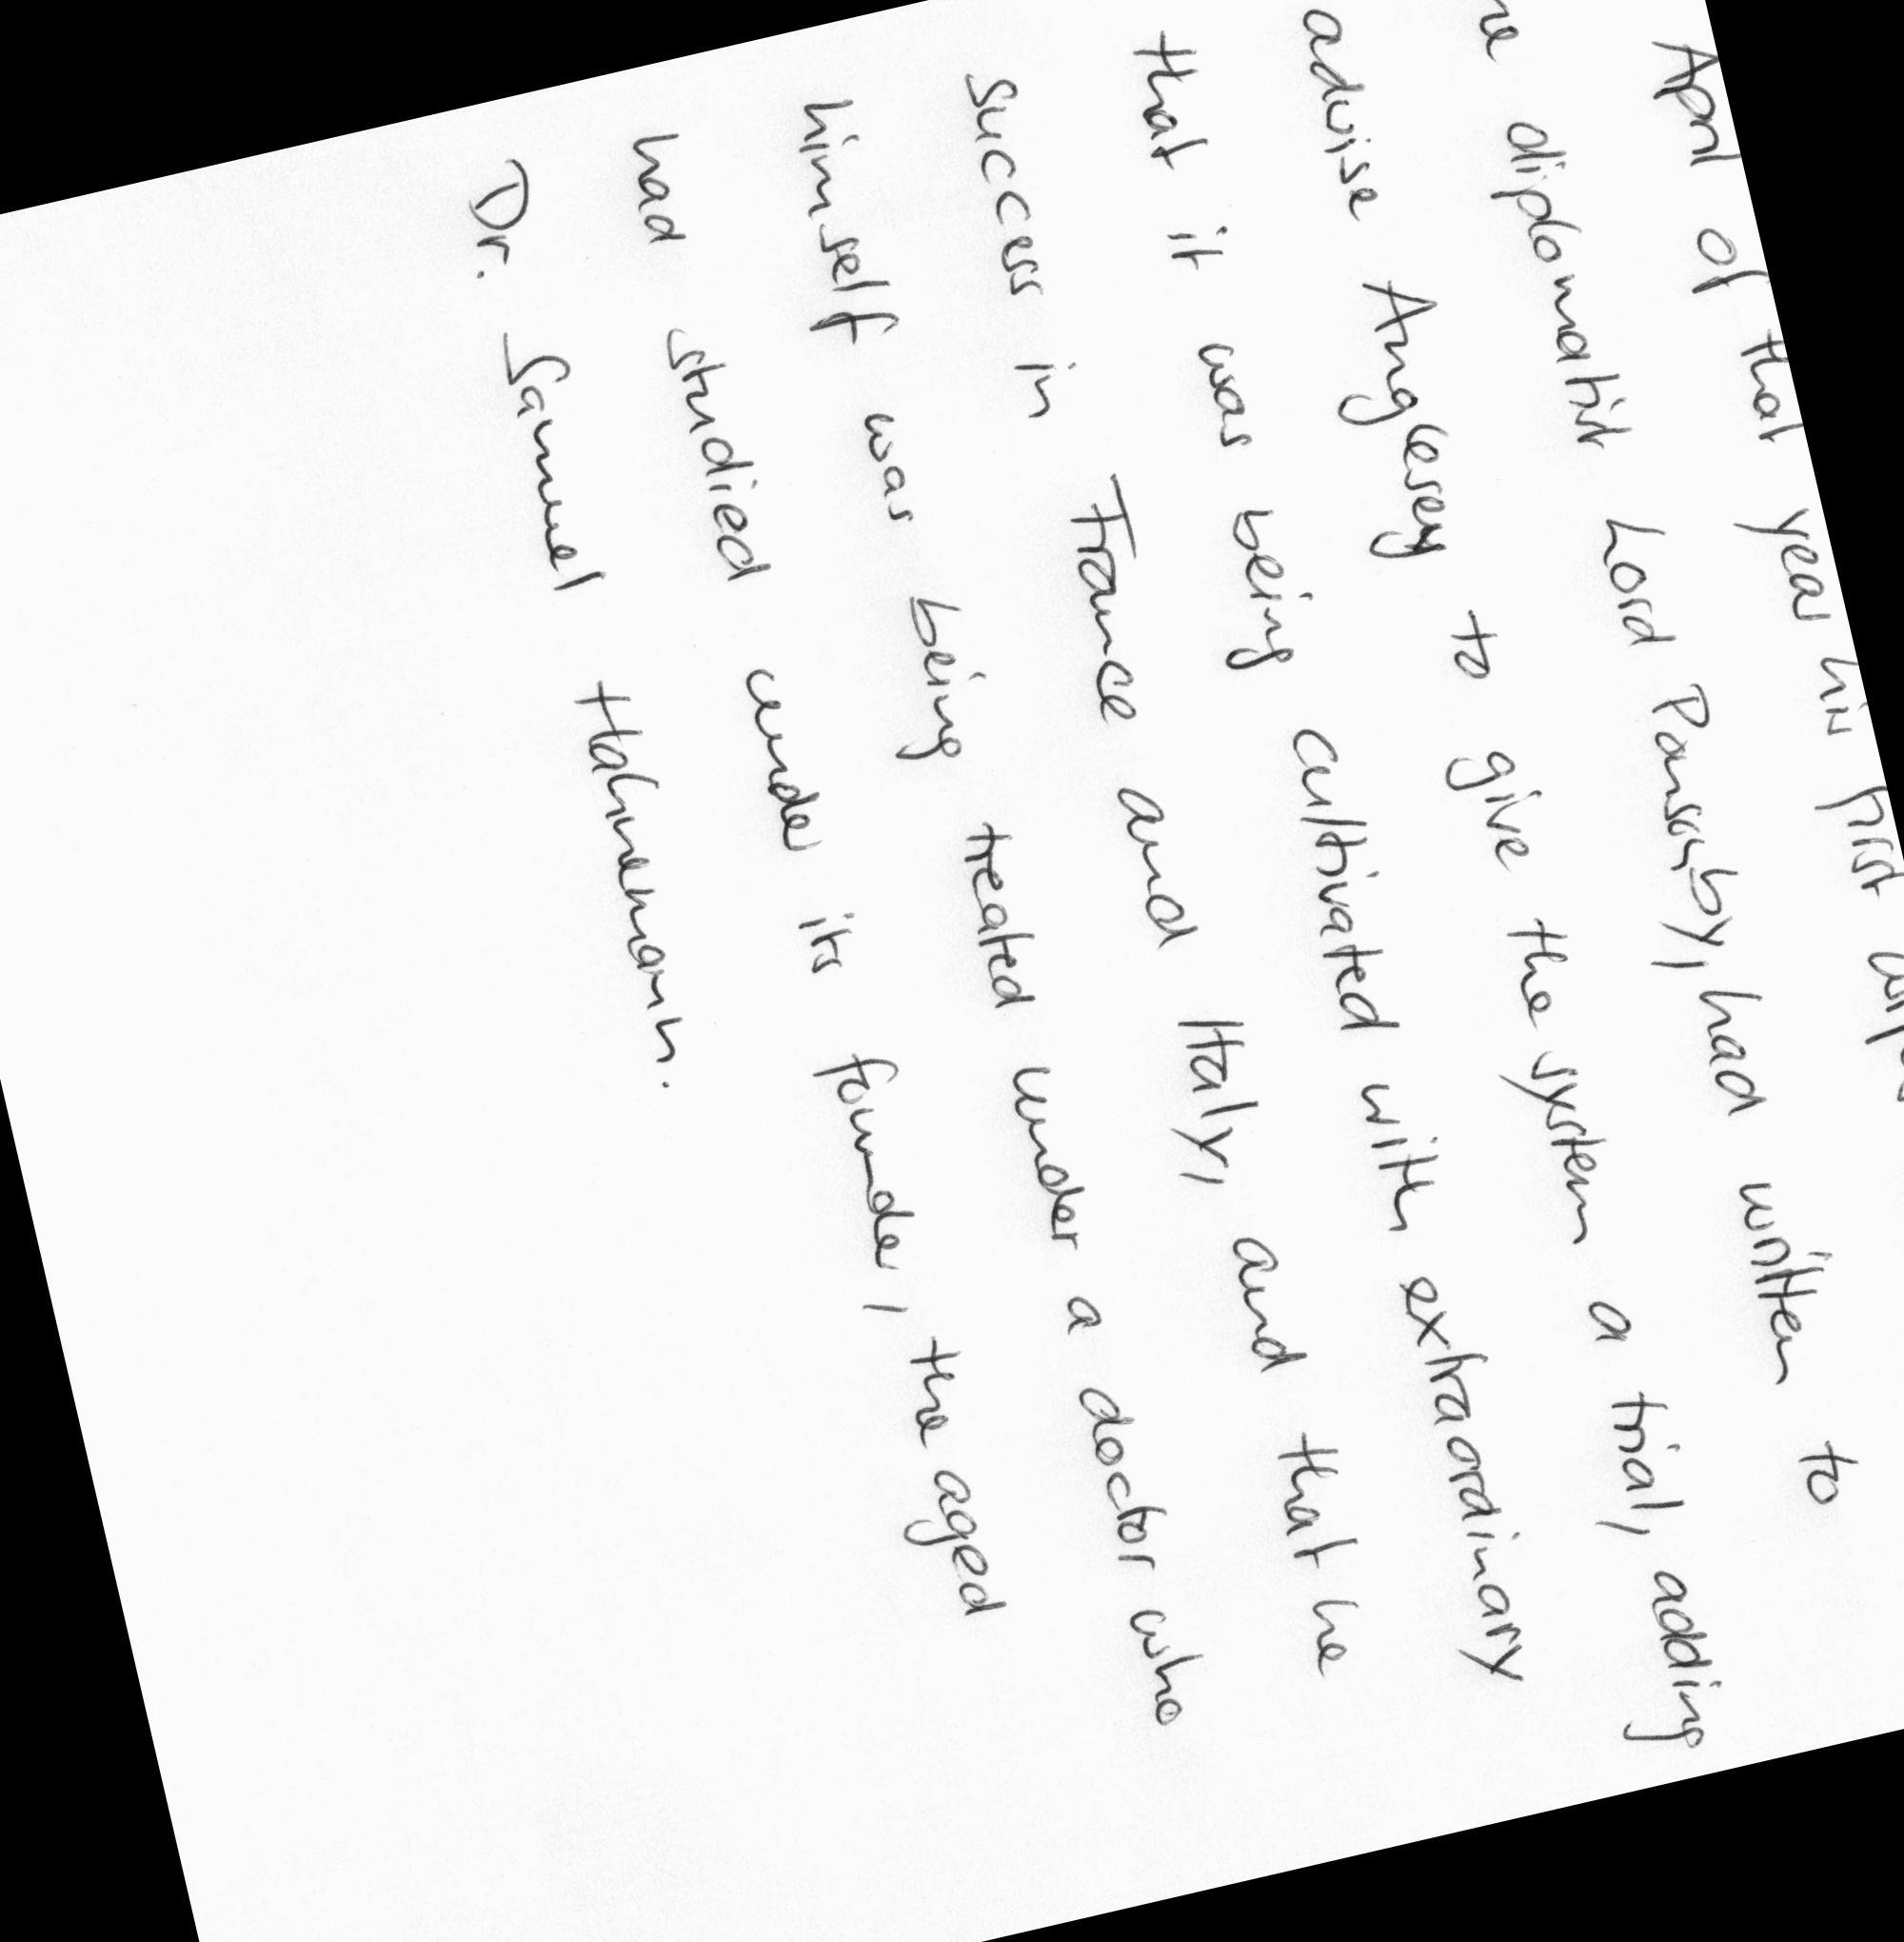 April of that year his first
diplomatist Lord Ponsonby, had written to
advise Anglesey to give the system a trial, adding
that it was being cultivated with extraordinary
success in France and Italy, and that he
himself was being treated under a doctor who
had studied under its founder, the aged
Dr. Samuel Hahnemann.